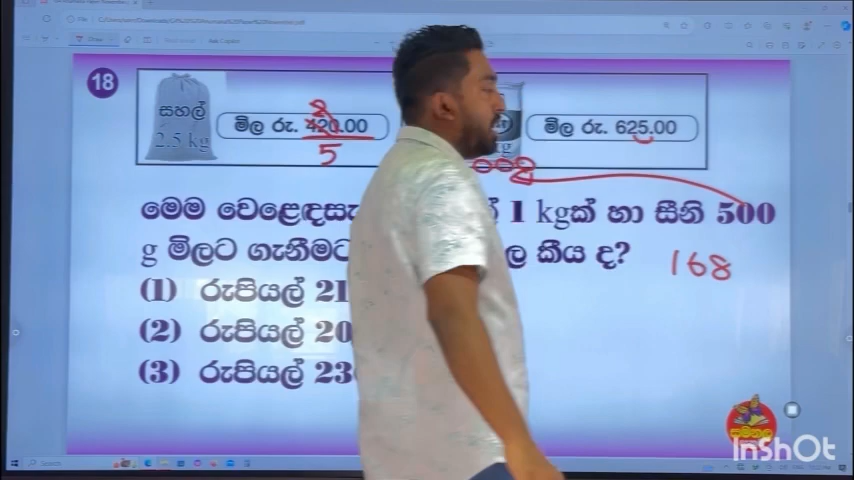 18
සහල්
2.5 kg
මිල රු. 420.00
5
මිල රු. 625.00
මෙම වෙළෙඳසැ 1 kgක් හා සීනි 500
g මිලට ගැනීමට ල කීය ද?
168
(1) රුපියල් 21
(2) රුපියල් 20
(3) රුපියල් 23
සමනල
InShOt